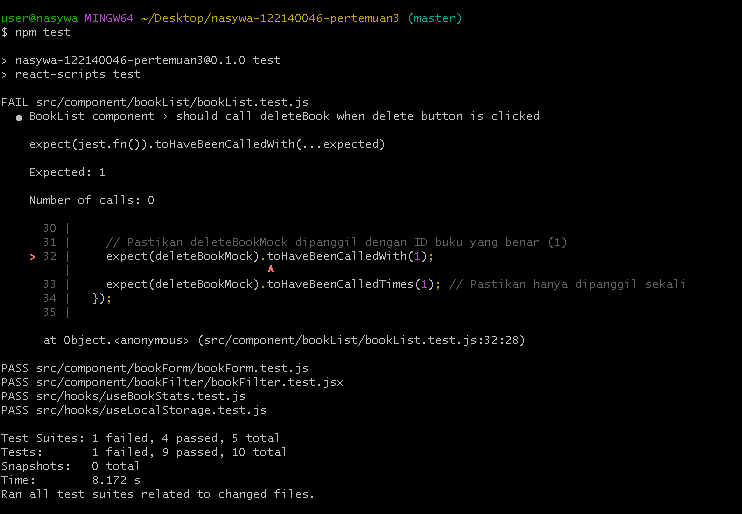 user@nasywa MINGW64 ~/Desktop/nasywa-122140046-pertemuan3 (master)
$ npm test
> nasywa-122140046-pertemuan3@0.1.0 test
> react-scripts test
FAIL src/component/bookList/bookList.test.js
● BookList component › should call deleteBook when delete button is clicked
expect(jest.fn()).toHaveBeenCalledWith(...expected)
Expected: 1
Number of calls: 0
30 |
31 | // Pastikan deleteBookMock dipanggil dengan ID buku yang benar (1)
> 32 | expect(deleteBookMock).toHaveBeenCalledWith(1);
| ^
33 | expect(deleteBookMock).toHaveBeenCalledTimes(1); // Pastikan hanya dipanggil sekali
34 | });
35 |
at Object.<anonymous> (src/component/bookList/bookList.test.js:32:28)
PASS src/component/bookForm/bookForm.test.js
PASS src/component/bookFilter/bookFilter.test.jsx
PASS src/hooks/useBookStats.test.js
PASS src/hooks/useLocalStorage.test.js
Test Suites: 1 failed, 4 passed, 5 total
Tests: 1 failed, 9 passed, 10 total
Snapshots: 0 total
Time: 8.172 s
Ran all test suites related to changed files.